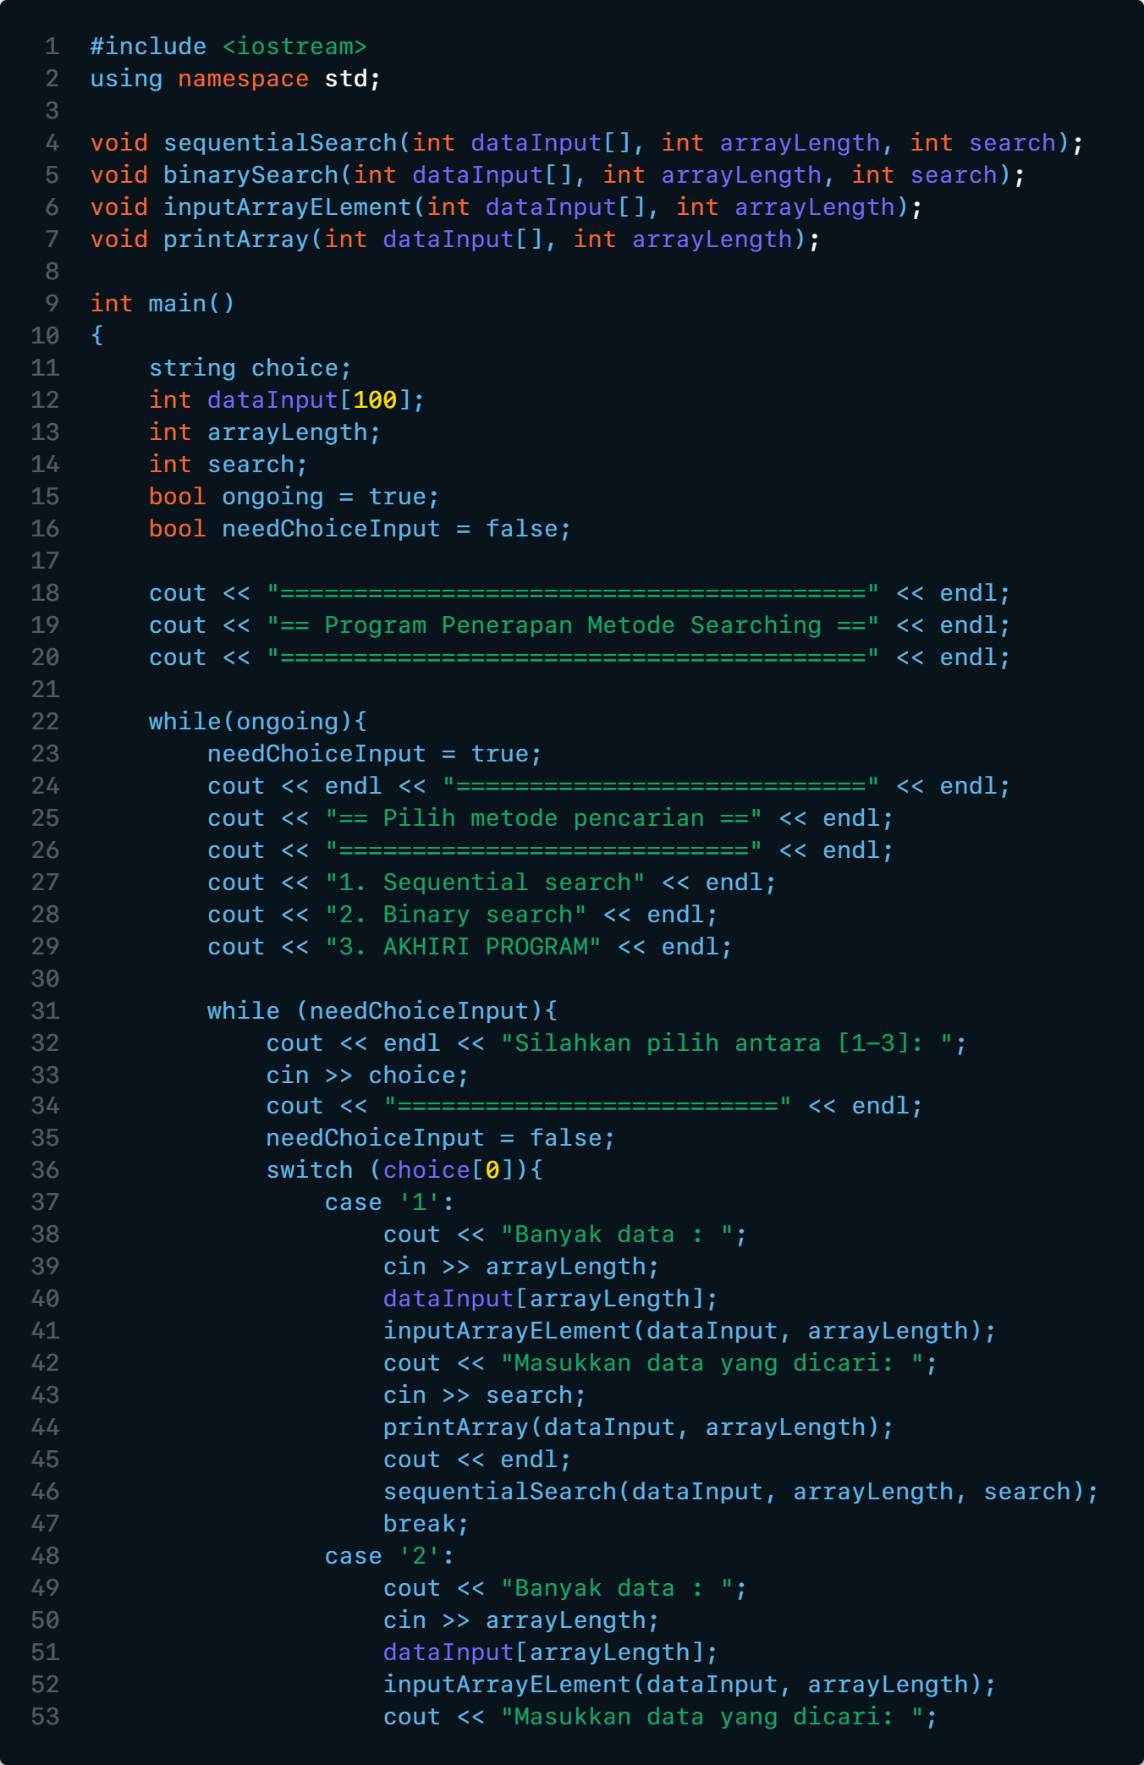 1 #include <iostream>
2 using namespace std;
3
4 void sequentialSearch(int dataInput[], int arrayLength, int search);
5 void binarySearch(int dataInput[], int arrayLength, int search);
6 void inputArrayELement(int dataInput[], int arrayLength);
7 void printArray(int dataInput[], int arrayLength);
8
9 int main()
10 {
11     string choice;
12     int dataInput[100];
13     int arrayLength;
14     int search;
15     bool ongoing = true;
16     bool needChoiceInput = false;
17
18     cout << "========================================" << endl;
19     cout << "== Program Penerapan Metode Searching ==" << endl;
20     cout << "========================================" << endl;
21
22     while(ongoing){
23         needChoiceInput = true;
24         cout << endl << "============================" << endl;
25         cout << "== Pilih metode pencarian ==" << endl;
26         cout << "============================" << endl;
27         cout << "1. Sequential search" << endl;
28         cout << "2. Binary search" << endl;
29         cout << "3. AKHIRI PROGRAM" << endl;
30
31         while (needChoiceInput){
32             cout << endl << "Silahkan pilih antara [1-3]: ";
33             cin >> choice;
34             cout << "==========================" << endl;
35             needChoiceInput = false;
36             switch (choice[0]){
37                 case '1':
38                     cout << "Banyak data : ";
39                     cin >> arrayLength;
40                     dataInput[arrayLength];
41                     inputArrayELement(dataInput, arrayLength);
42                     cout << "Masukkan data yang dicari: ";
43                     cin >> search;
44                     printArray(dataInput, arrayLength);
45                     cout << endl;
46                     sequentialSearch(dataInput, arrayLength, search);
47                     break;
48                 case '2':
49                     cout << "Banyak data : ";
50                     cin >> arrayLength;
51                     dataInput[arrayLength];
52                     inputArrayELement(dataInput, arrayLength);
53                     cout << "Masukkan data yang dicari: ";